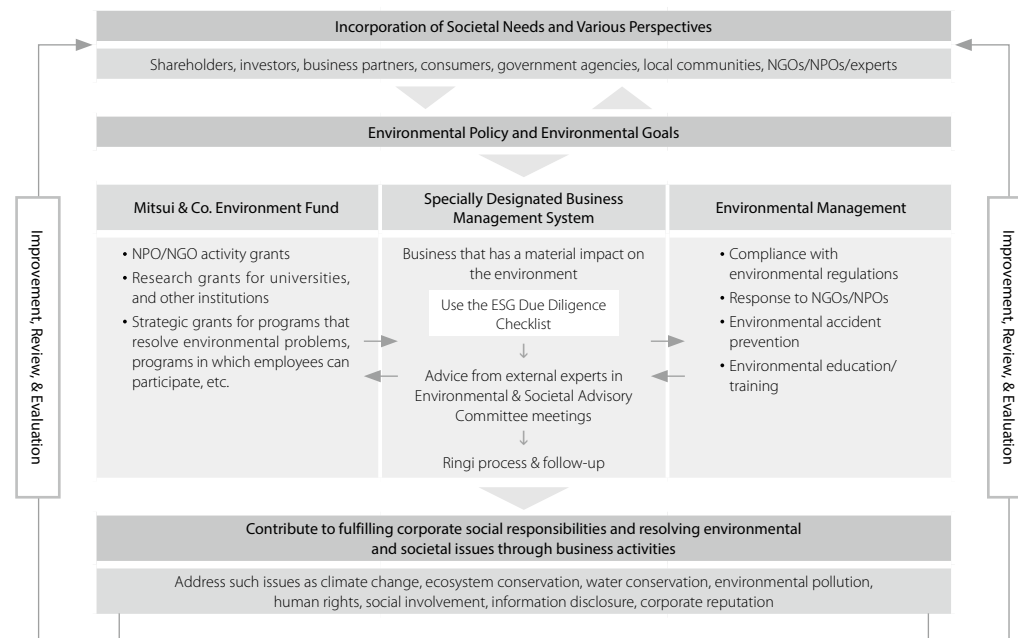 Incorporation of Societal Needs and Various Perspectives
Shareholders, investors, business partners, consumers, government agencies, local communities, NGOs/NPOs/experts
Environmental Policy and Environmental Goals
Improvement, Review, & Evaluation
Mitsui & Co. Environment Fund
• NPO/NGO activity grants
• Research grants for universities,
and other institutions
• Strategic grants for programs that
resolve environmental problems,
programs in which employees can
participate, etc.
Specially Designated Business
Management System
Business that has a material impact on
the environment
Use the ESG Due Diligence
Checklist
↓
Advice from external experts in
Environmental & Societal Advisory
Committee meetings
↓
Ringi process & follow-up
Environmental Management
• Compliance with
environmental regulations
• Response to NGOs/NPOs
• Environmental accident
prevention
• Environmental education/
training
Improvement, Review, & Evaluation
Contribute to fulfilling corporate social responsibilities and resolving environmental
and societal issues through business activities
Address such issues as climate change, ecosystem conservation, water conservation, environmental pollution,
human rights, social involvement, information disclosure, corporate reputation